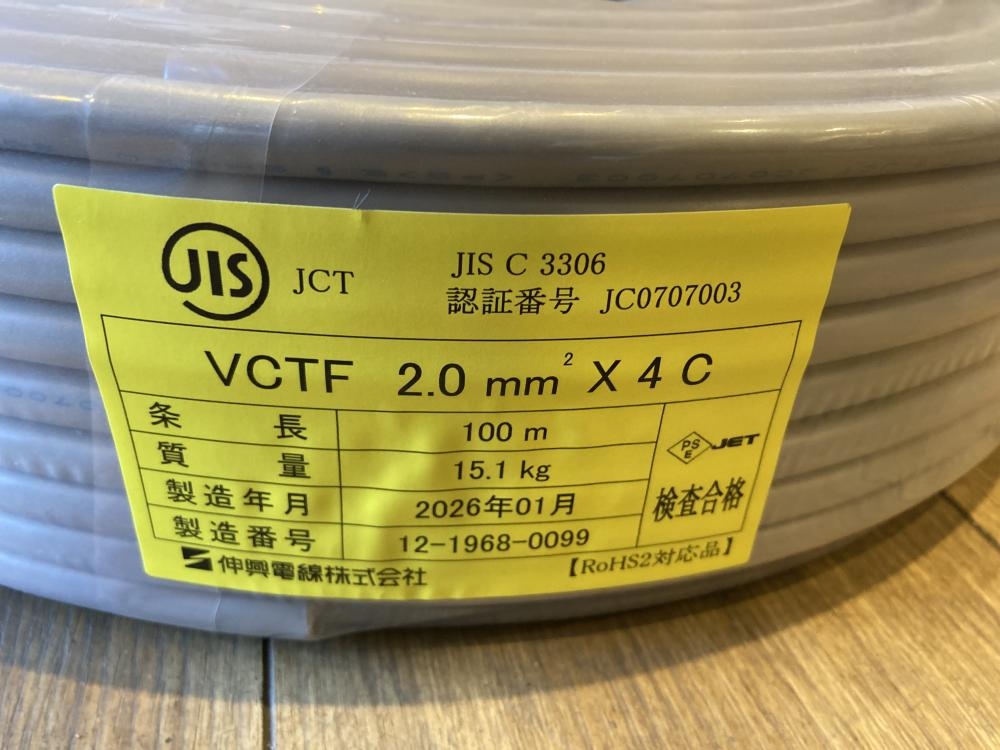 JC0707003
JIS JCT JIS C 3306
認証番号 JC0707003
VCTF 2.0 mm² X 4 C
条長 100 m
質量 15.1 kg
製造年月 2026年01月
製造番号 12-1968-0099
PS E JET
検査合格
伸興電線株式会社 【RoHS2対応品】